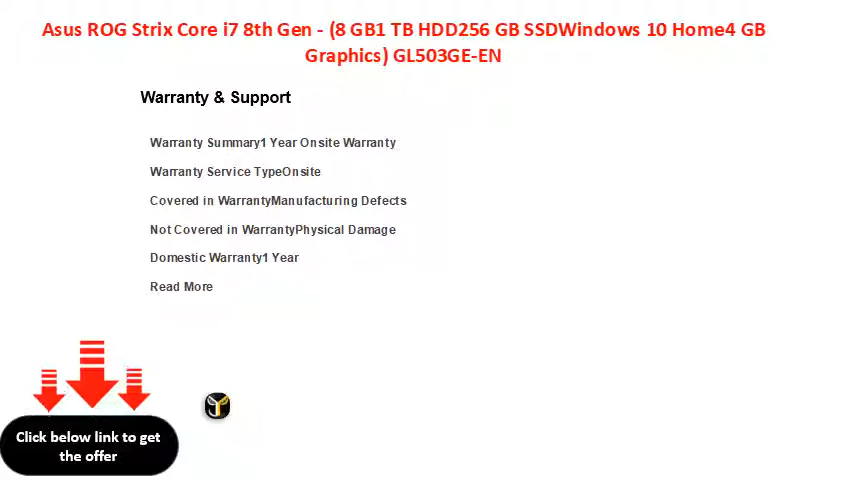 Asus ROG Strix Core i7 8th Gen - (8 GB1 TB HDD256 GB SSDWindows 10 Home4 GB
Graphics) GL503GE-EN
Warranty & Support
Warranty Summary1 Year Onsite Warranty
Warranty Service TypeOnsite
Covered in WarrantyManufacturing Defects
Not Covered in WarrantyPhysical Damage
Domestic Warranty1 Year
Read More
Click below link to get
the offer